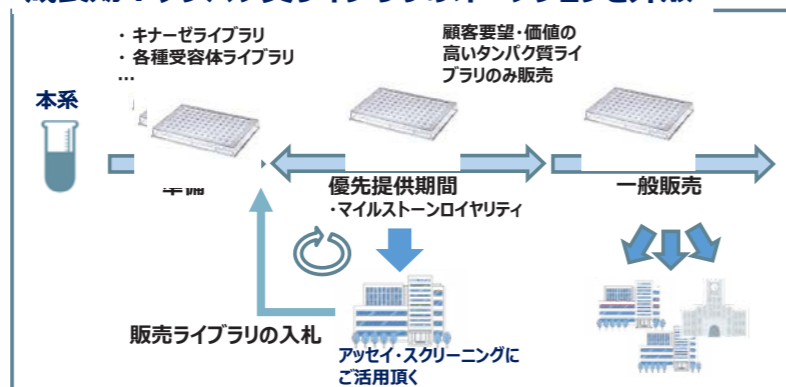 ・ キナーゼライブラリ
・ 各種受容体ライブラリ
…
顧客要望・価値の
高いタンパク質ライ
ブラリのみ販売
本系
優先提供期間
・マイルストーンロイヤリティ
一般販売
販売ライブラリの入札
アッセイ・スクリーニングに
ご活用頂く